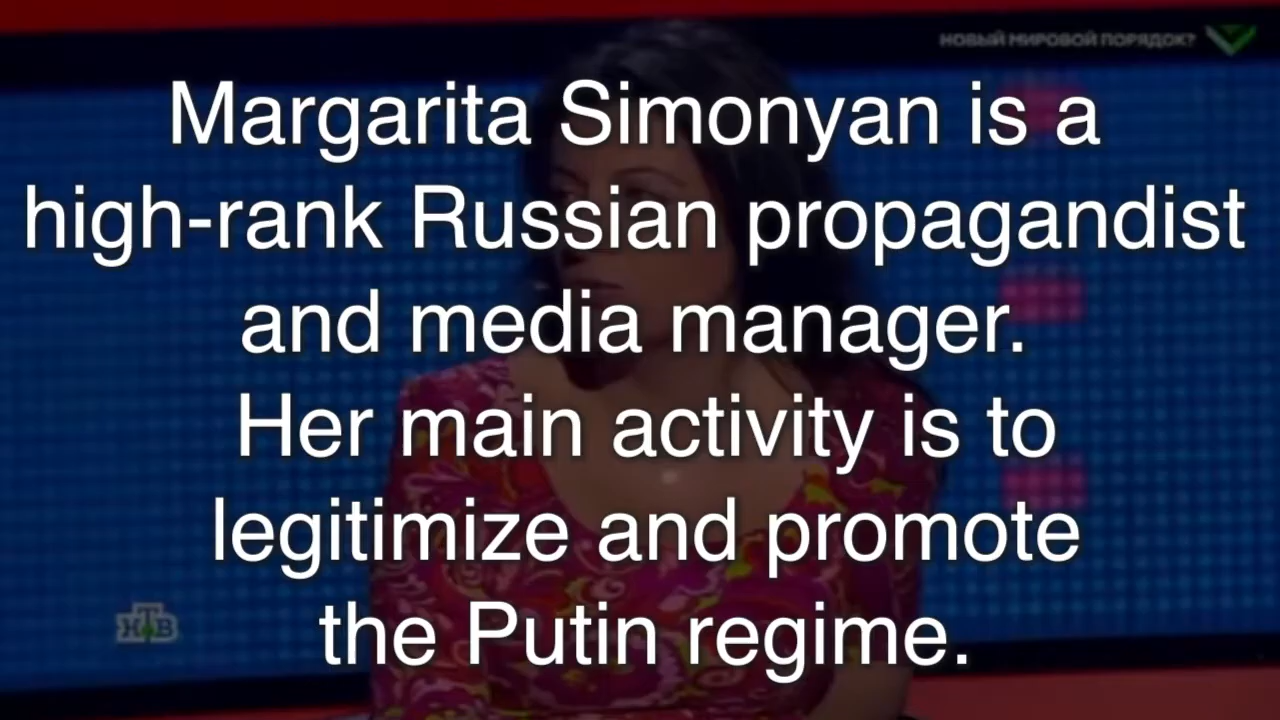 НОВЫЙ МИРОВОЙ ПОРЯДОК?
Margarita Simonyan is a
high-rank Russian propagandist
and media manager.
Her main activity is to
legitimize and promote
the Putin regime.
НТВ